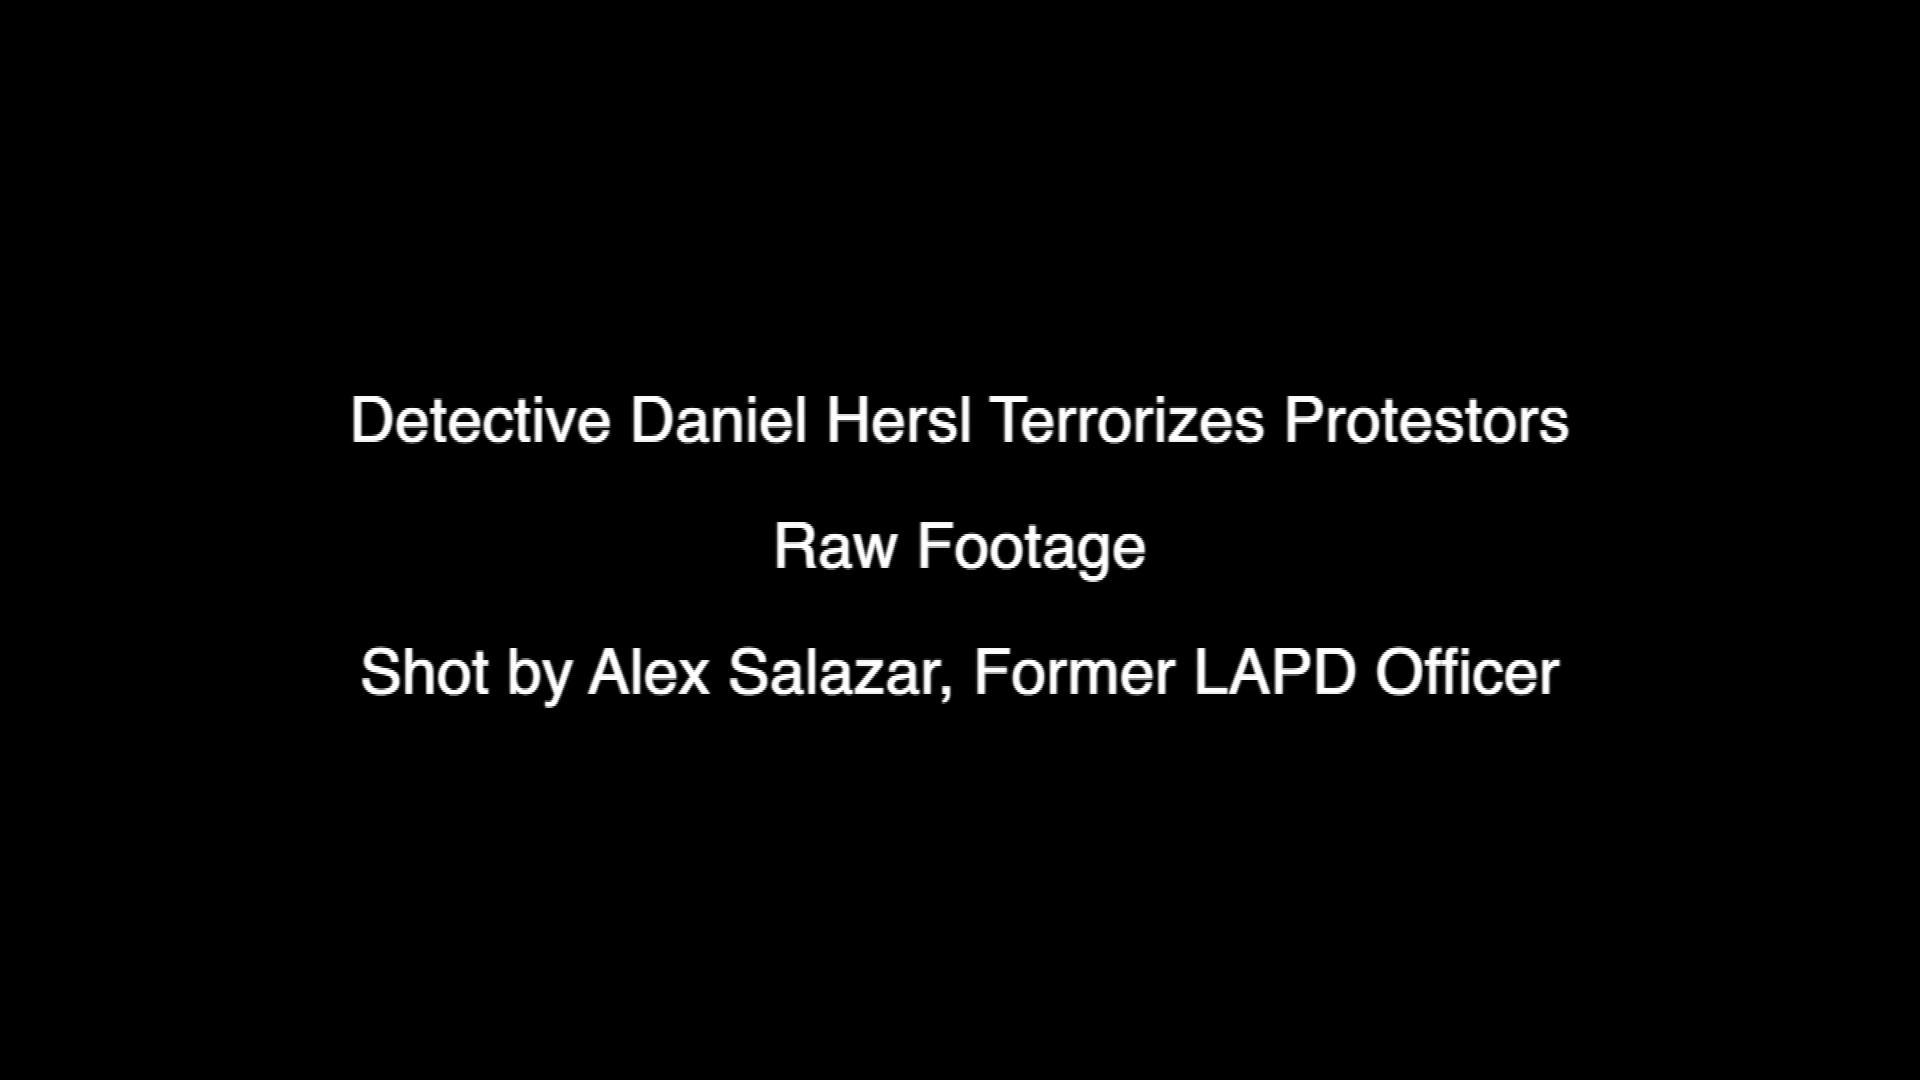 Detective Daniel Hersl Terrorizes Protestors
Raw Footage
Shot by Alex Salazar, Former LAPD Officer